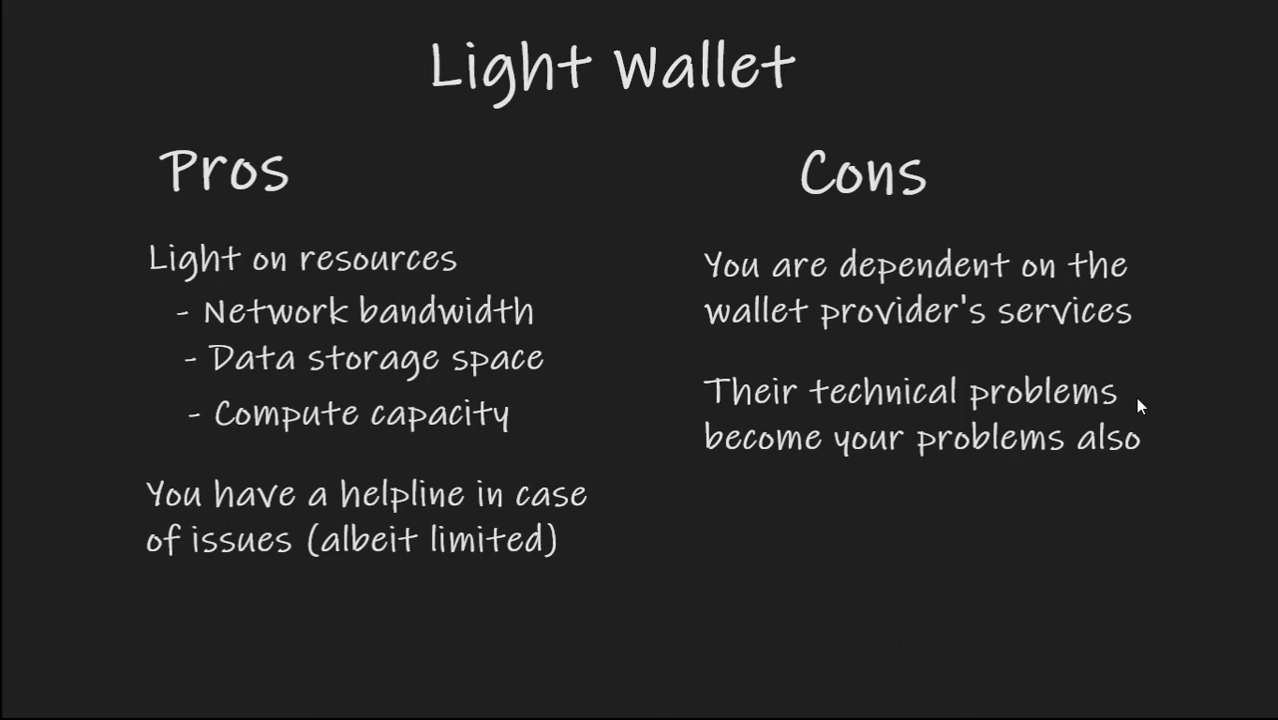 Light Wallet
Pros
Light on resources
- Network bandwidth
- Data storage space
- Compute capacity
You have a helpline in case
of issues (albeit limited)
Cons
You are dependent on the
wallet provider's services
Their technical problems
become your problems also